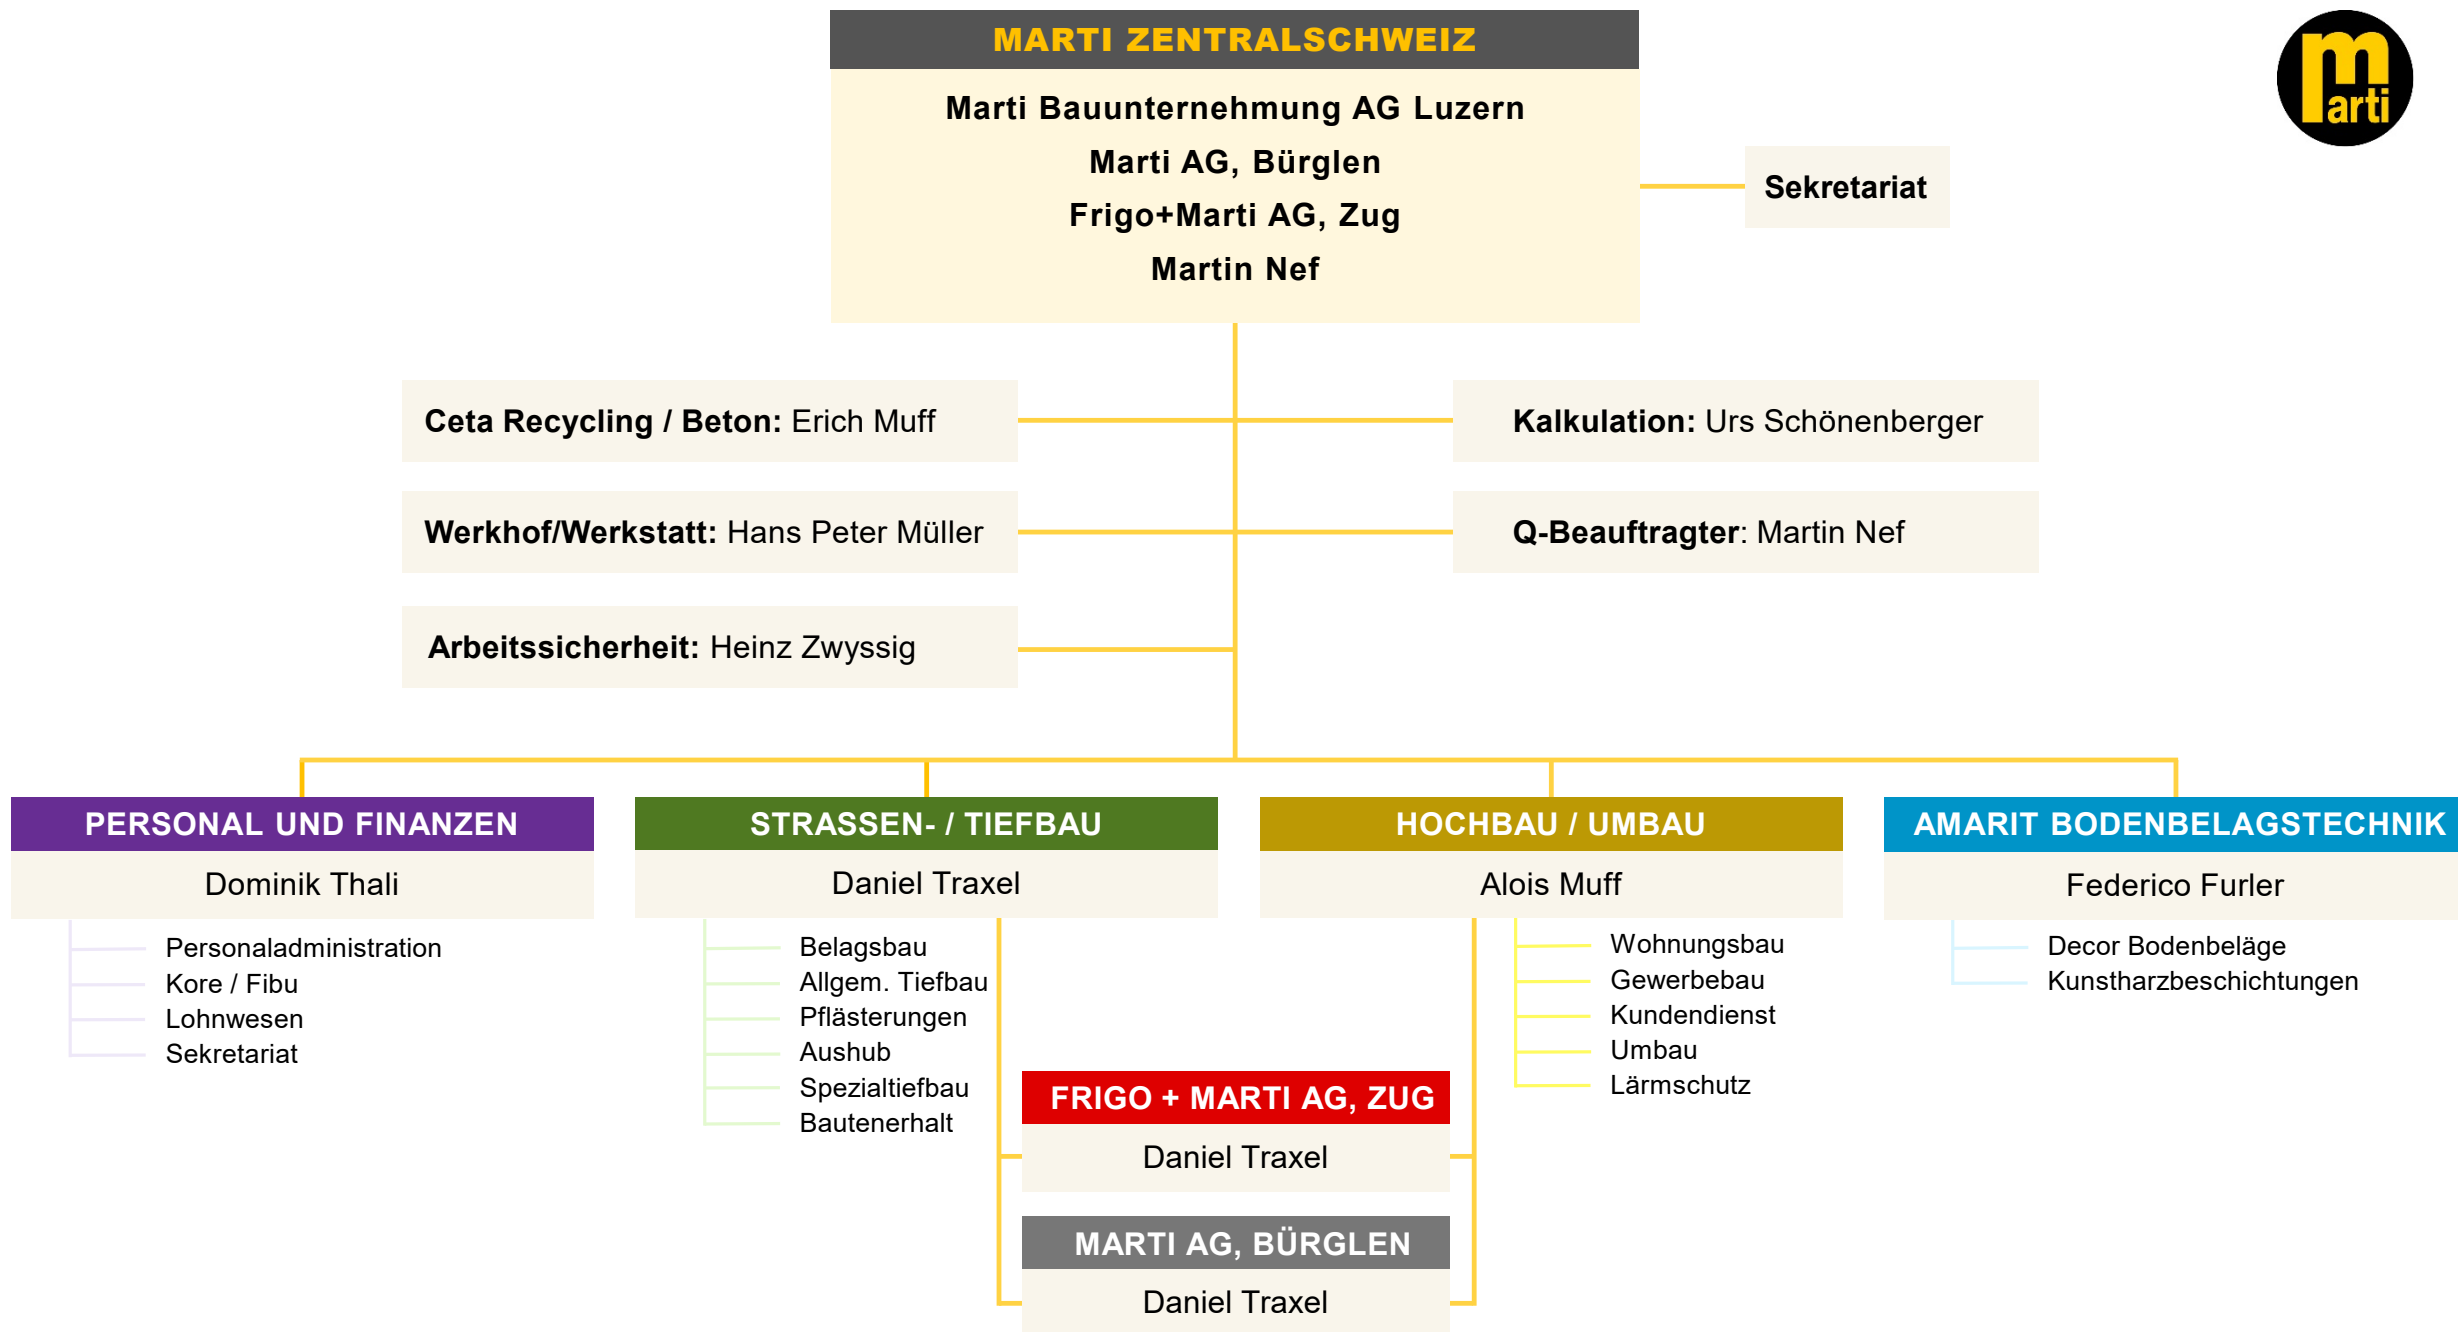 MARTI ZENTRALSCHWEIZ
Marti Bauunternehmung AG Luzern
Marti AG, Bürglen
Frigo+Marti AG, Zug
Martin Nef
marti
Sekretariat
Ceta Recycling / Beton: Erich Muff
Kalkulation: Urs Schönenberger
Werkhof/Werkstatt: Hans Peter Müller
Q-Beauftragter: Martin Nef
Arbeitssicherheit: Heinz Zwyssig
PERSONAL UND FINANZEN
Dominik Thali
Personaladministration
Kore / Fibu
Lohnwesen
Sekretariat
STRASSEN- / TIEFBAU
Daniel Traxel
Belagsbau
Allgem. Tiefbau
Pflästerungen
Aushub
Spezialtiefbau
Bautenerhalt
HOCHBAU / UMBAU
Alois Muff
Wohnungsbau
Gewerbebau
Kundendienst
Umbau
Lärmschutz
AMARIT BODENBELAGSTECHNIK
Federico Furler
Decor Bodenbeläge
Kunstharzbeschichtungen
FRIGO + MARTI AG, ZUG
Daniel Traxel
MARTI AG, BÜRGLEN
Daniel Traxel